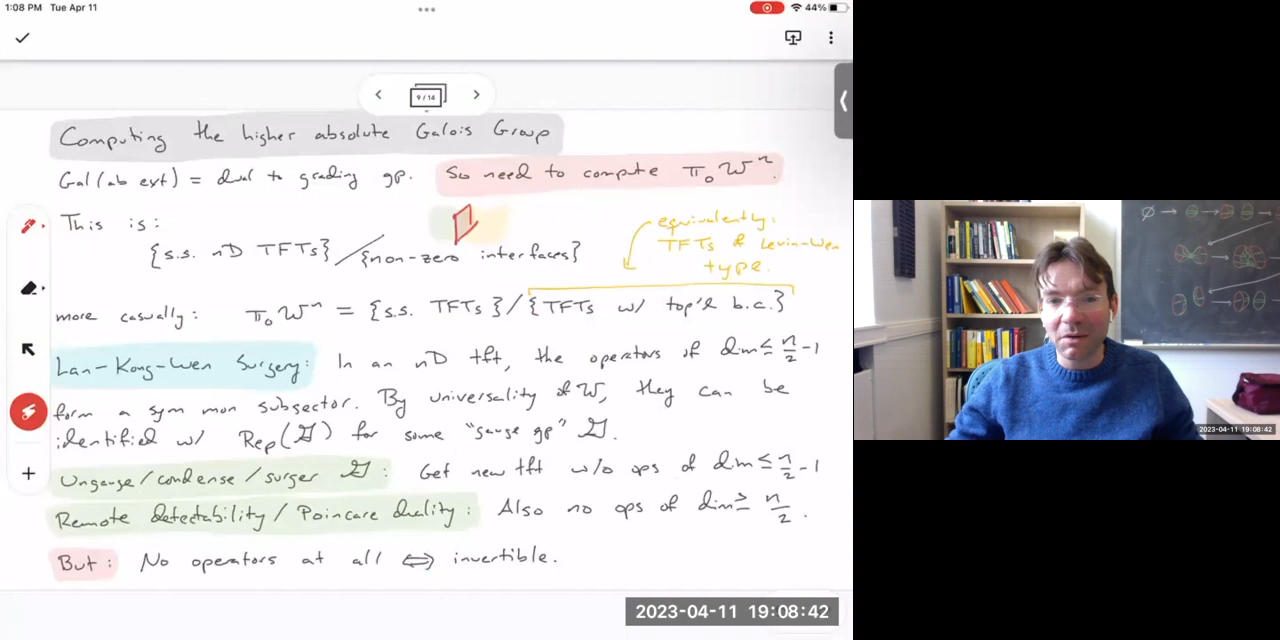 1:08 PM Tue Apr 11
44%
9/14
Computing the higher absolute Galois Group
Gal(ab ext) = dual to grading gp. So need to compute π₀ 𝒲ⁿ.
This is:
{s.s. nD TFTs} / {non-zero interfaces}
equivalently:
TFTs of Levin-Wen
type.
more casually: π₀ 𝒲ⁿ = {s.s. TFTs} / {TFTs w/ top'l b.c.}
Lan-Kong-Wen Surgery: In an nD tft, the operators of dim ≤ n/2 - 1
form a sym mon subsector. By universality of 𝒲, they can be
identified w/ Rep(𝒢) for some "gauge gp" 𝒢.
Ungauge/condense/surger 𝒢: Get new tft w/o ops of dim ≤ n/2 - 1
Remote detectability / Poincare duality: Also no ops of dim ≥ n/2.
But: No operators at all ⟺ invertible.
2023-04-11 19:08:42
2023-04-11 19:08:42